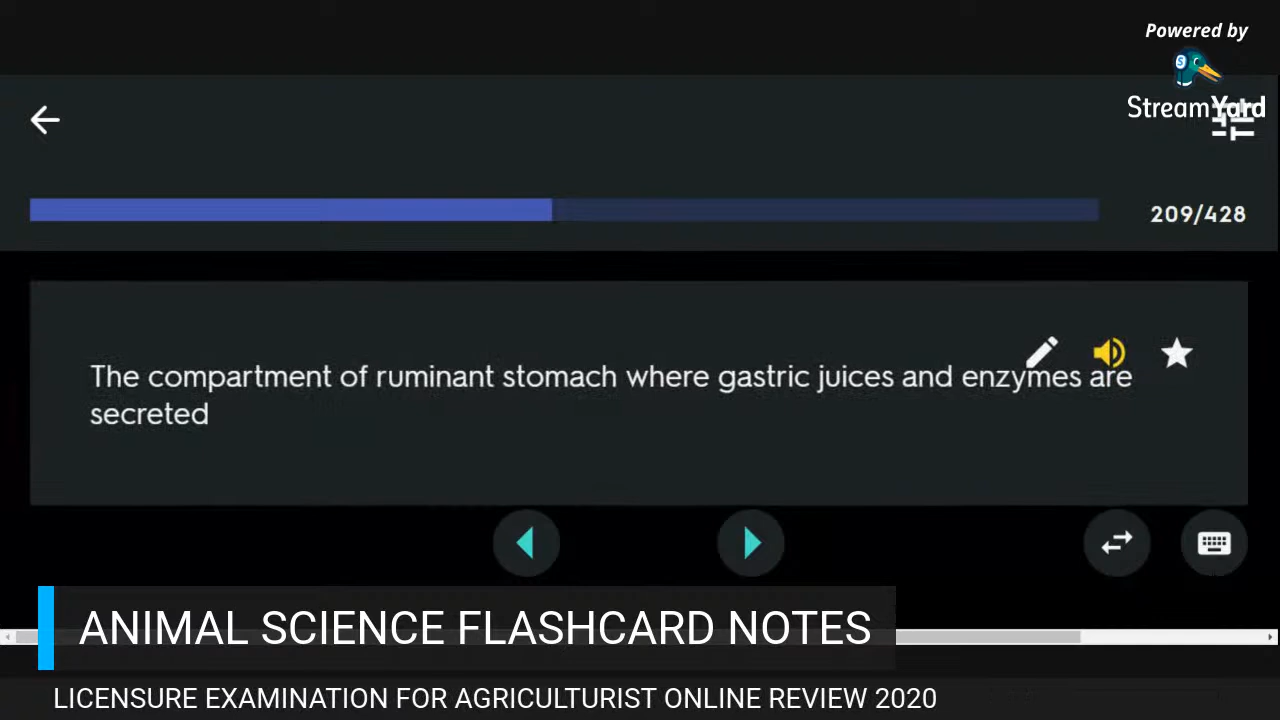 Powered by
StreamYard
209/428
The compartment of ruminant stomach where gastric juices and enzymes are
secreted
ANIMAL SCIENCE FLASHCARD NOTES
LICENSURE EXAMINATION FOR AGRICULTURIST ONLINE REVIEW 2020